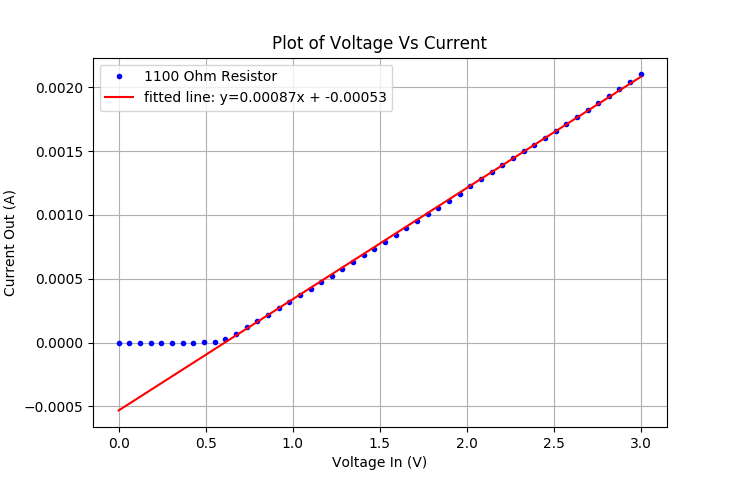 Plot of Voltage Vs Current
1100 Ohm Resistor
fitted line: y=0.00087x + -0.00053
0.0020
0.0015
0.0010
0.0005
0.0000
−0.0005
Current Out (A)
0.0 0.5 1.0 1.5 2.0 2.5 3.0
Voltage In (V)